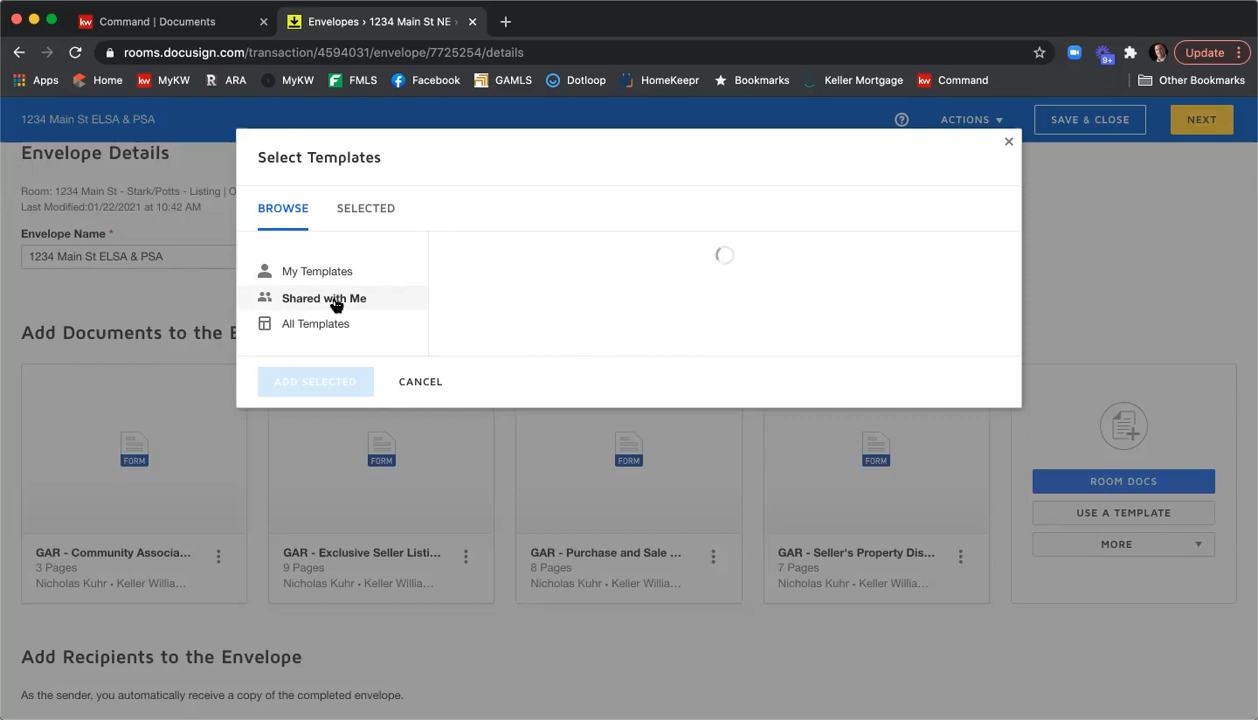 Command | Documents
Envelopes › 1234 Main St NE ›
rooms.docusign.com/transaction/4594031/envelope/7725254/details
Update
Apps
Home
kw MyKW
R ARA
MyKW
FMLS
Facebook
GAMLS
Dotloop
HomeKeepr
Bookmarks
Keller Mortgage
kw Command
Other Bookmarks
9+
1234 Main St ELSA & PSA
ACTIONS
SAVE & CLOSE
NEXT
Envelope Details
Room: 1234 Main St - Stark/Potts - Listing | O
Last Modified:01/22/2021 at 10:42 AM
Envelope Name *
1234 Main St ELSA & PSA
Select Templates
BROWSE
SELECTED
My Templates
Shared with Me
All Templates
ADD SELECTED
CANCEL
Add Documents to the E
FORM
FORM
FORM
FORM
GAR - Community Associa...
3 Pages
Nicholas Kuhr • Keller Willia...
GAR - Exclusive Seller Listi...
9 Pages
Nicholas Kuhr • Keller Willia...
GAR - Purchase and Sale ...
8 Pages
Nicholas Kuhr • Keller Willia...
GAR - Seller's Property Dis...
7 Pages
Nicholas Kuhr • Keller Willia...
ROOM DOCS
USE A TEMPLATE
MORE
Add Recipients to the Envelope
As the sender, you automatically receive a copy of the completed envelope.